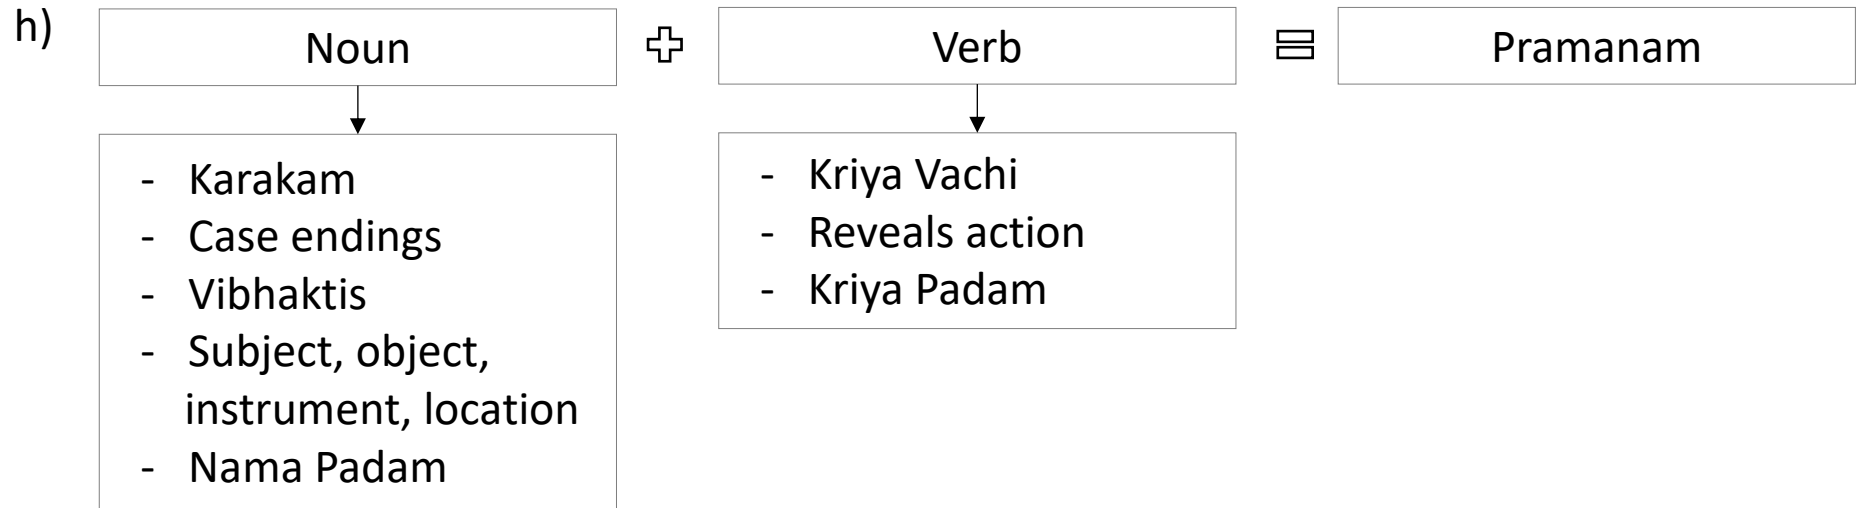 h)
Noun + Verb = Pramanam
- Karakam
- Case endings
- Vibhaktis
- Subject, object,
instrument, location
- Nama Padam
- Kriya Vachi
- Reveals action
- Kriya Padam